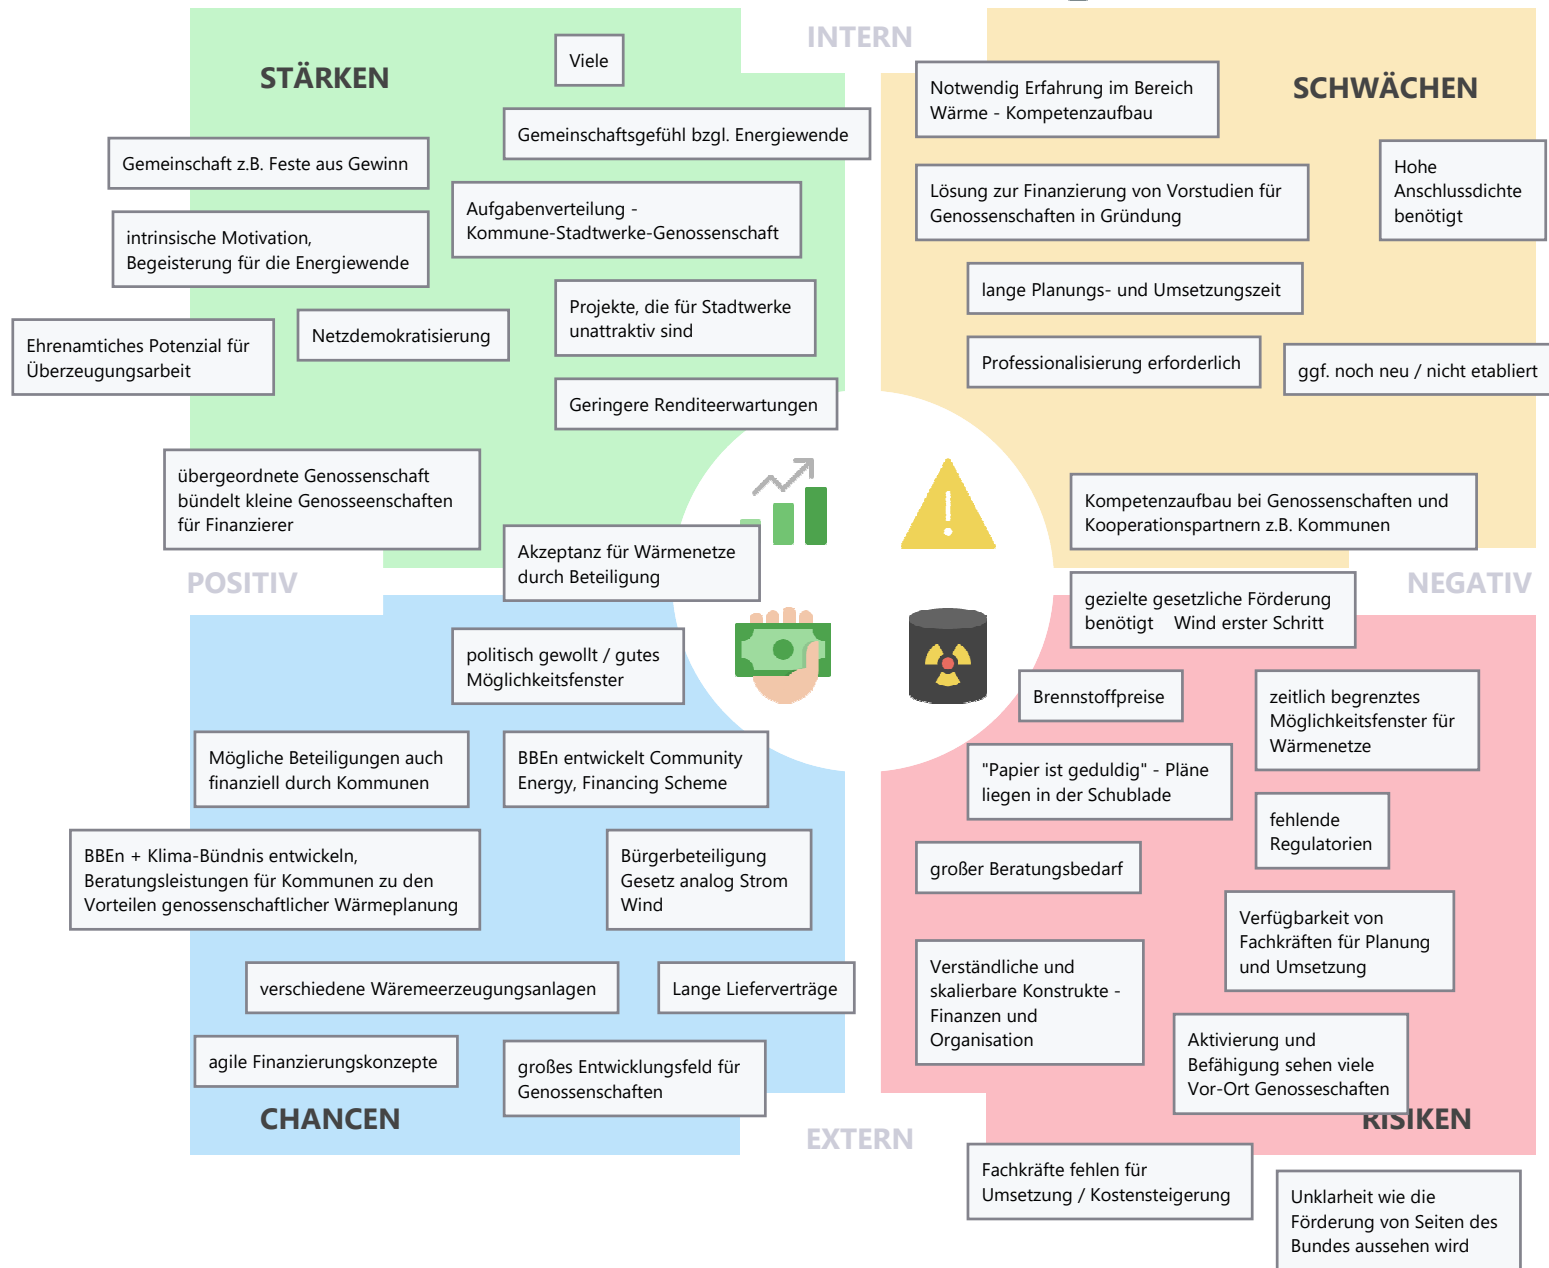 INTERN
STÄRKEN
Viele
Gemeinschaftsgefühl bzgl. Energiewende
Gemeinschaft z.B. Feste aus Gewinn
Aufgabenverteilung -
Kommune-Stadtwerke-Genossenschaft
intrinsische Motivation,
Begeisterung für die Energiewende
Projekte, die für Stadtwerke
unattraktiv sind
Netzdemokratisierung
Ehrenamtiches Potenzial für
Überzeugungsarbeit
Geringere Renditeerwartungen
übergeordnete Genossenschaft
bündelt kleine Genosseenschaften
für Finanzierer
Akzeptanz für Wärmenetze
durch Beteiligung
SCHWÄCHEN
Notwendig Erfahrung im Bereich
Wärme - Kompetenzaufbau
Hohe
Anschlussdichte
benötigt
Lösung zur Finanzierung von Vorstudien für
Genossenschaften in Gründung
lange Planungs- und Umsetzungszeit
Professionalisierung erforderlich
ggf. noch neu / nicht etabliert
Kompetenzaufbau bei Genossenschaften und
Kooperationspartnern z.B. Kommunen
POSITIV
NEGATIV
politisch gewollt / gutes
Möglichkeitsfenster
Mögliche Beteiligungen auch
finanziell durch Kommunen
BBEn entwickelt Community
Energy, Financing Scheme
BBEn + Klima-Bündnis entwickeln,
Beratungsleistungen für Kommunen zu den
Vorteilen genossenschaftlicher Wärmeplanung
Bürgerbeteiligung
Gesetz analog Strom
Wind
verschiedene Wäremeerzeugungsanlagen
Lange Lieferverträge
agile Finanzierungskonzepte
großes Entwicklungsfeld für
Genossenschaften
CHANCEN
gezielte gesetzliche Förderung
benötigt Wind erster Schritt
Brennstoffpreise
zeitlich begrenztes
Möglichkeitsfenster für
Wärmenetze
"Papier ist geduldig" - Pläne
liegen in der Schublade
fehlende
Regulatorien
großer Beratungsbedarf
Verfügbarkeit von
Fachkräften für Planung
und Umsetzung
Verständliche und
skalierbare Konstrukte -
Finanzen und
Organisation
Aktivierung und
Befähigung sehen viele
Vor-Ort Genosseschaften
RISIKEN
EXTERN
Fachkräfte fehlen für
Umsetzung / Kostensteigerung
Unklarheit wie die
Förderung von Seiten des
Bundes aussehen wird